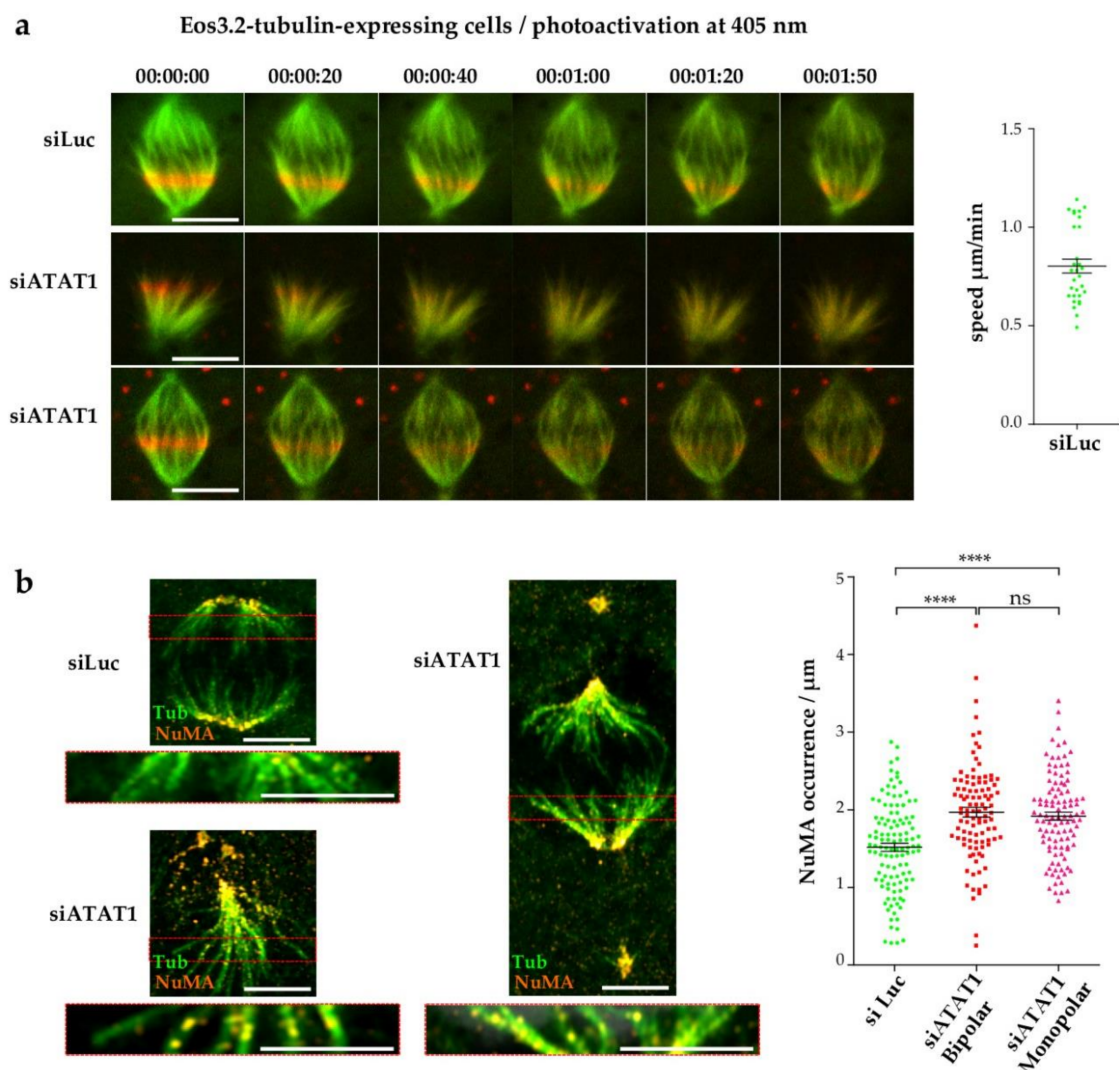 a
Eos3.2-tubulin-expressing cells / photoactivation at 405 nm
00:00:00 00:00:20 00:00:40 00:01:00 00:01:20 00:01:50
siLuc
siATAT1
siATAT1
speed µm/min
1.5
1.0
0.5
0.0
siLuc
b
siLuc
Tub
NuMA
siATAT1
Tub
NuMA
siATAT1
Tub
NuMA
NuMA occurrence / µm
****
**** ns
5
4
3
2
1
0
si Luc
siATAT1
Bipolar
siATAT1
Monopolar